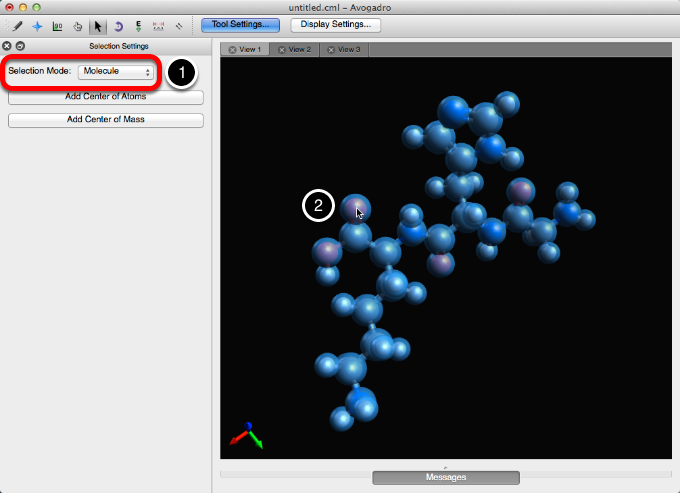 untitled.cml - Avogadro
Tool Settings...
Display Settings...
Selection Settings
View 1
View 2
View 3
Selection Mode: Molecule
1
Add Center of Atoms
Add Center of Mass
2
Messages